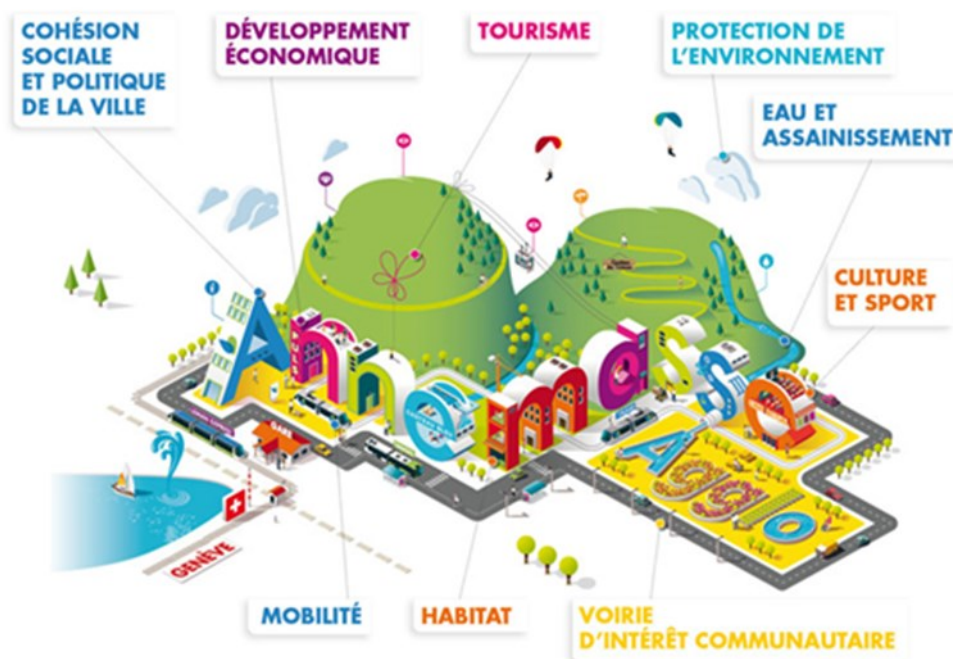 COHÉSION
SOCIALE
ET POLITIQUE
DE LA VILLE
DÉVELOPPEMENT
ÉCONOMIQUE
TOURISME
PROTECTION DE
L'ENVIRONNEMENT
EAU ET
ASSAINISSEMENT
CULTURE
ET SPORT
Annemasse
Agglo
GARE
GENÈVE
MOBILITÉ
HABITAT
VOIRIE
D'INTÉRÊT COMMUNAUTAIRE